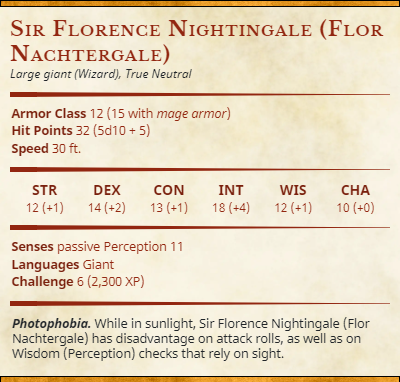 Sir Florence Nightingale (Flor
Nachtergale)
Large giant (Wizard), True Neutral
Armor Class 12 (15 with mage armor)
Hit Points 32 (5d10 + 5)
Speed 30 ft.
STR DEX CON INT WIS CHA
12 (+1) 14 (+2) 13 (+1) 18 (+4) 12 (+1) 10 (+0)
Senses passive Perception 11
Languages Giant
Challenge 6 (2,300 XP)
Photophobia. While in sunlight, Sir Florence Nightingale (Flor
Nachtergale) has disadvantage on attack rolls, as well as on
Wisdom (Perception) checks that rely on sight.